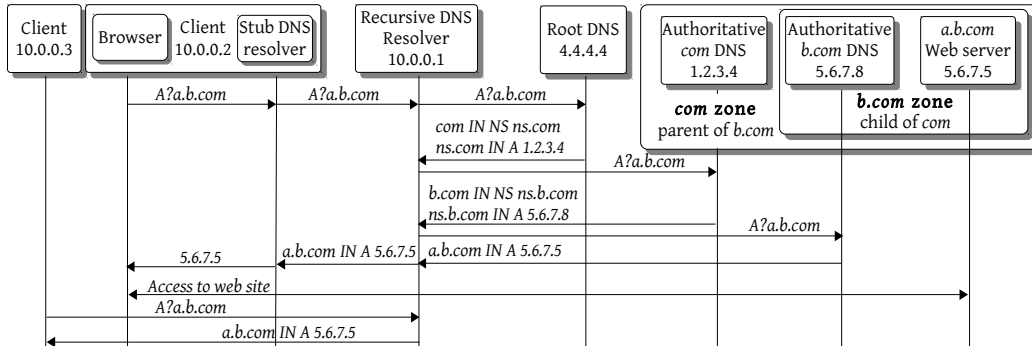 Client
10.0.0.3
Browser
Client
10.0.0.2
Stub DNS
resolver
Recursive DNS
Resolver
10.0.0.1
Root DNS
4.4.4.4
Authoritative
com DNS
1.2.3.4
Authoritative
b.com DNS
5.6.7.8
a.b.com
Web server
5.6.7.5
com zone
parent of b.com
b.com zone
child of com
A?a.b.com
A?a.b.com
A?a.b.com
com IN NS ns.com
ns.com IN A 1.2.3.4
A?a.b.com
b.com IN NS ns.b.com
ns.b.com IN A 5.6.7.8
A?a.b.com
5.6.7.5
a.b.com IN A 5.6.7.5
a.b.com IN A 5.6.7.5
Access to web site
A?a.b.com
a.b.com IN A 5.6.7.5